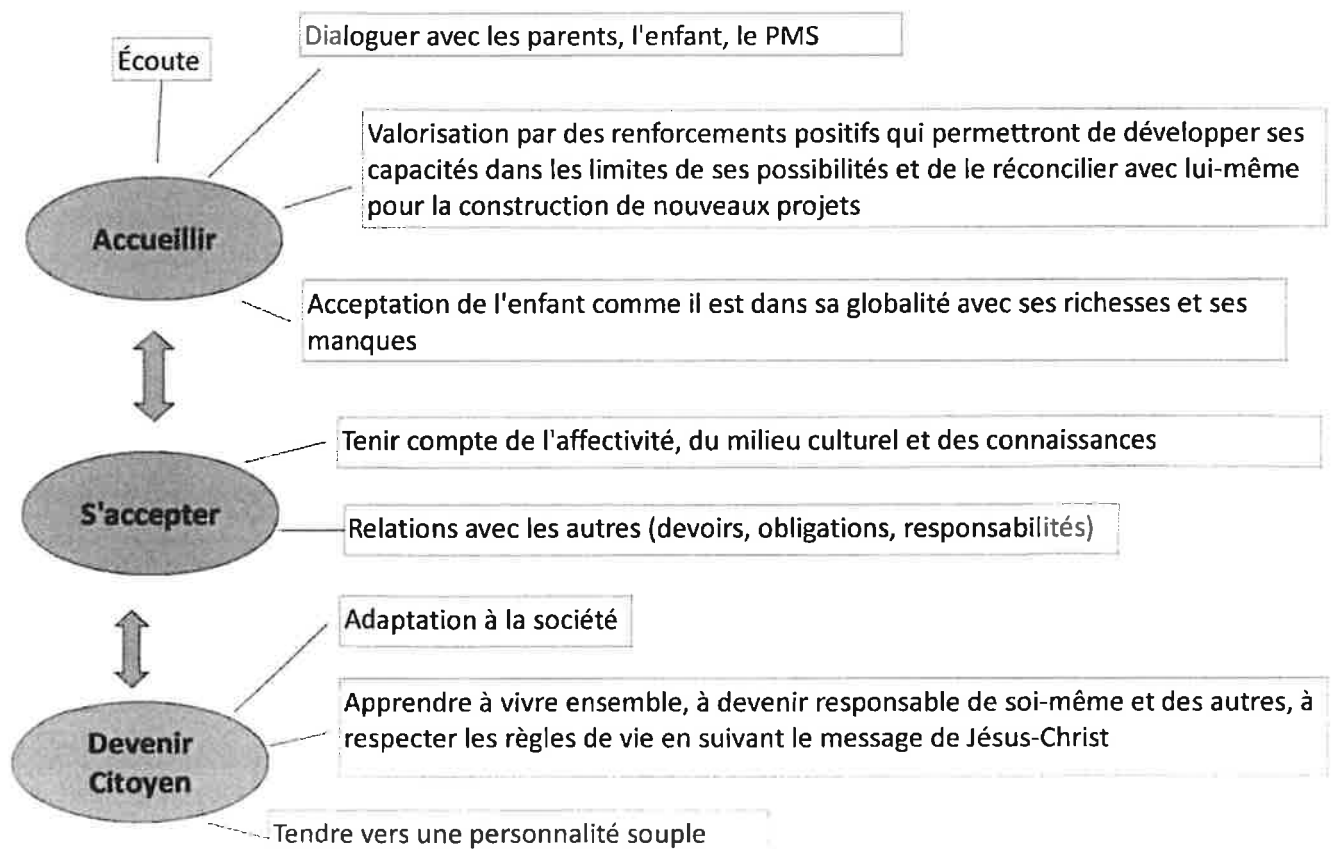 Dialoguer avec les parents, l'enfant, le PMS
Écoute
Valorisation par des renforcements positifs qui permettront de développer ses
capacités dans les limites de ses possibilités et de le réconcilier avec lui-même
pour la construction de nouveaux projets
Accueillir
Acceptation de l'enfant comme il est dans sa globalité avec ses richesses et ses
manques
Tenir compte de l'affectivité, du milieu culturel et des connaissances
S'accepter
Relations avec les autres (devoirs, obligations, responsabilités)
Adaptation à la société
Apprendre à vivre ensemble, à devenir responsable de soi-même et des autres, à
respecter les règles de vie en suivant le message de Jésus-Christ
Devenir
Citoyen
Tendre vers une personnalité souple